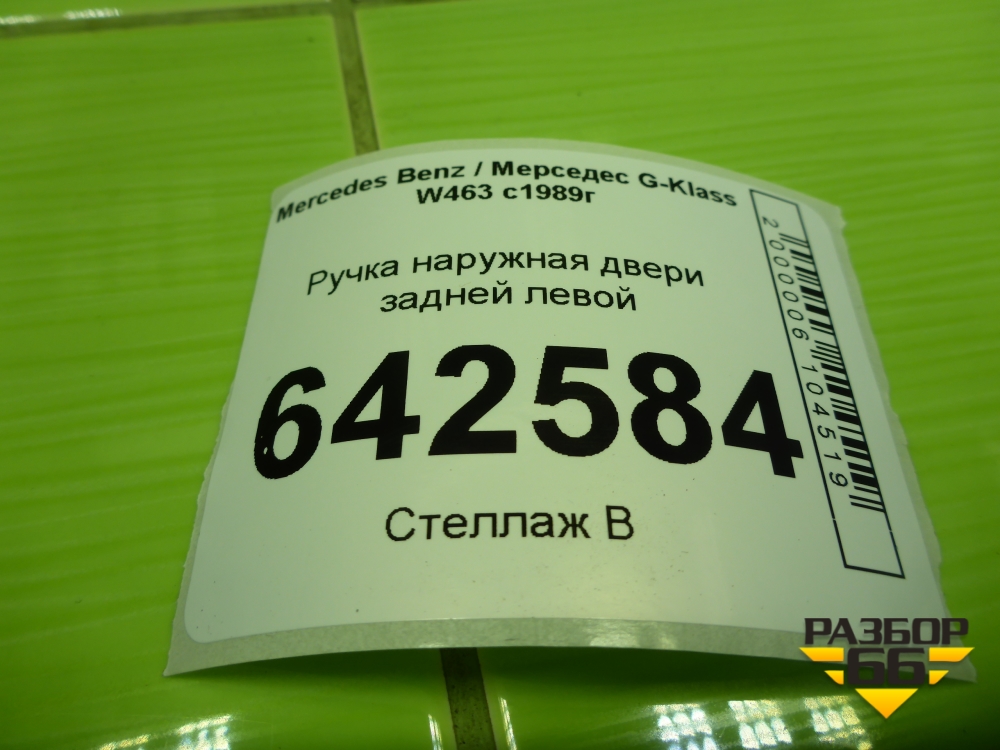 Mercedes Benz / Мерседес G-Klass
W463 с1989г
Ручка наружная двери
задней левой
642584
Стеллаж В
2000006104519
РАЗБОР
66